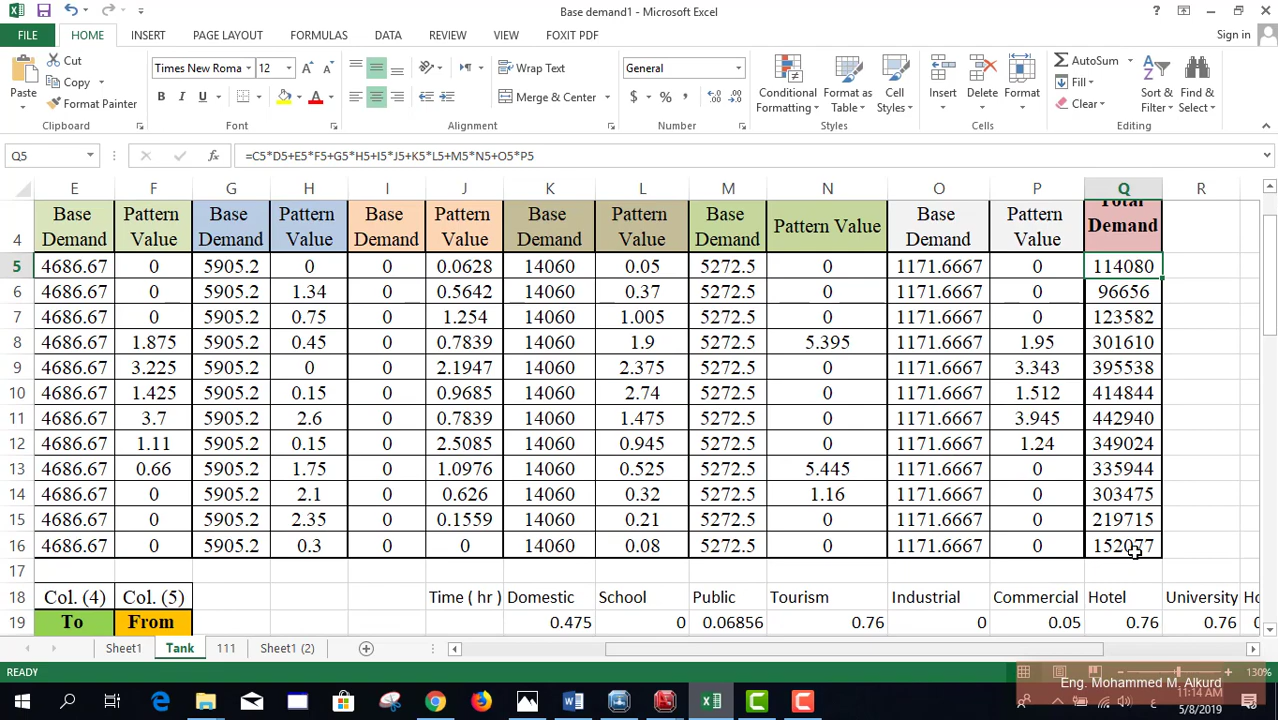 Base demand1 - Microsoft Excel
Sign in
FILE HOME INSERT PAGE LAYOUT FORMULAS DATA REVIEW VIEW FOXIT PDF
Cut
Copy
Format Painter
Paste
Clipboard
Times New Roma 12
B I U
Font
Wrap Text
Merge & Center
Alignment
General
$ % ,
Number
Conditional Formatting
Format as Table
Cell Styles
Styles
Insert Delete Format
Cells
AutoSum
Fill
Clear
Sort & Filter
Find & Select
Editing
Q5 fx =C5*D5+E5*F5+G5*H5+I5*J5+K5*L5+M5*N5+O5*P5
E F G H I J K L M N O P Q R
4 Base Demand Pattern Value Base Demand Pattern Value Base Demand Pattern Value Base Demand Pattern Value Base Demand Pattern Value Base Demand Pattern Value Total Demand
5 4686.67 0 5905.2 0 0 0.0628 14060 0.05 5272.5 0 1171.6667 0 114080
6 4686.67 0 5905.2 1.34 0 0.5642 14060 0.37 5272.5 0 1171.6667 0 96656
7 4686.67 0 5905.2 0.75 0 1.254 14060 1.005 5272.5 0 1171.6667 0 123582
8 4686.67 1.875 5905.2 0.45 0 0.7839 14060 1.9 5272.5 5.395 1171.6667 1.95 301610
9 4686.67 3.225 5905.2 0 0 2.1947 14060 2.375 5272.5 0 1171.6667 3.343 395538
10 4686.67 1.425 5905.2 0.15 0 0.9685 14060 2.74 5272.5 0 1171.6667 1.512 414844
11 4686.67 3.7 5905.2 2.6 0 0.7839 14060 1.475 5272.5 0 1171.6667 3.945 442940
12 4686.67 1.11 5905.2 0.15 0 2.5085 14060 0.945 5272.5 0 1171.6667 1.24 349024
13 4686.67 0.66 5905.2 1.75 0 1.0976 14060 0.525 5272.5 5.445 1171.6667 0 335944
14 4686.67 0 5905.2 2.1 0 0.626 14060 0.32 5272.5 1.16 1171.6667 0 303475
15 4686.67 0 5905.2 2.35 0 0.1559 14060 0.21 5272.5 0 1171.6667 0 219715
16 4686.67 0 5905.2 0.3 0 0 14060 0.08 5272.5 0 1171.6667 0 152077
17
18 Col. (4) Col. (5) Time ( hr ) Domestic School Public Tourism Industrial Commercial Hotel University Ho
19 To From 0.475 0 0.06856 0.76 0 0.05 0.76 0.76 0
Sheet1 Tank 111 Sheet1 (2)
READY 130%
Eng. Mohammed M. Alkurd
11:14 AM
ع
5/8/2019